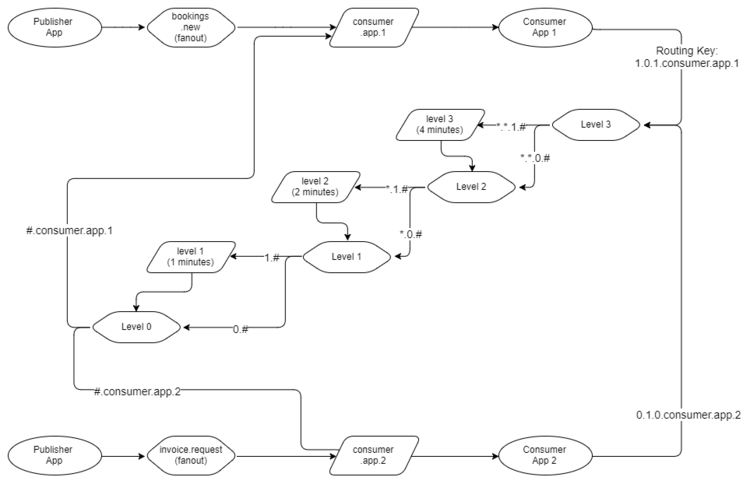 Publisher
App
bookings
.new
(fanout)
consumer
.app.1
Consumer
App 1
Routing Key:
1.0.1.consumer.app.1
level 3
(4 minutes)
*.*.1.#
Level 3
*.*.0.#
level 2
(2 minutes)
*.1.#
Level 2
#.consumer.app.1
*.0.#
level 1
(1 minutes)
1.#
Level 1
Level 0
0.#
#.consumer.app.2
0.1.0.consumer.app.2
Publisher
App
invoice.request
(fanout)
consumer
.app.2
Consumer
App 2